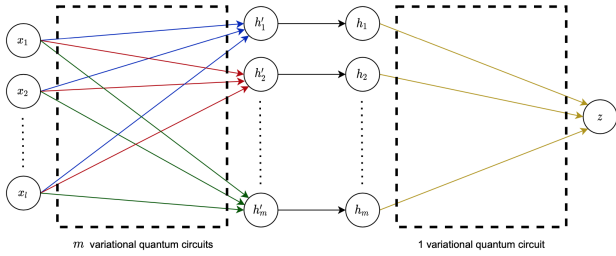 x₁
x₂
xₗ
h′₁
h′₂
h′ₘ
h₁
h₂
hₘ
z
m variational quantum circuits
1 variational quantum circuit